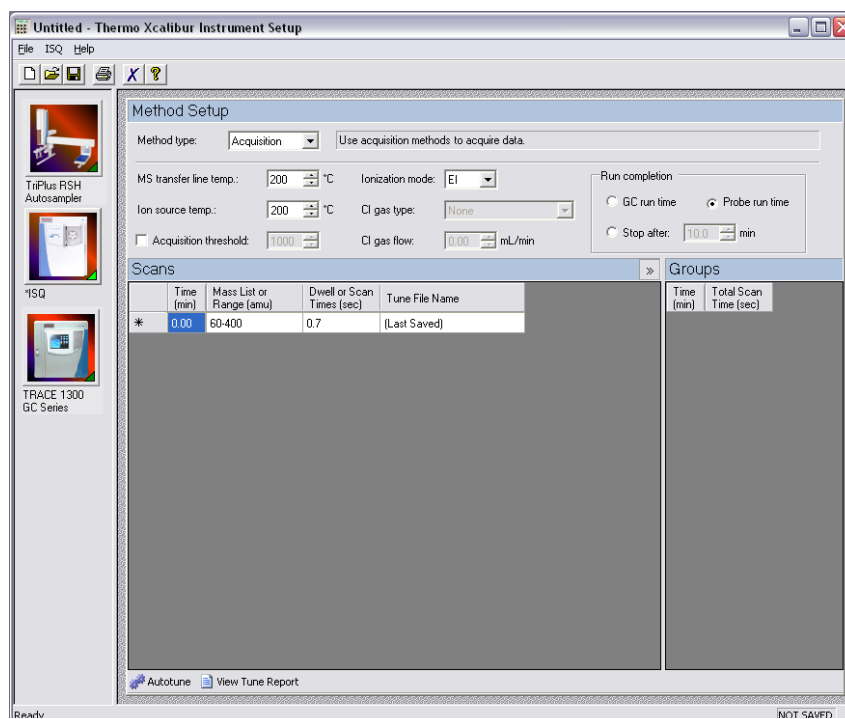 Untitled - Thermo Xcalibur Instrument Setup
File ISQ Help
Method Setup
Method type: Acquisition Use acquisition methods to acquire data.
MS transfer line temp.: 200 °C Ionization mode: EI
Run completion
GC run time Probe run time
Ion source temp.: 200 °C CI gas type: None
Stop after: 10.0 min
Acquisition threshold: 1000 CI gas flow: 0.00 mL/min
TriPlus RSH
Autosampler
*ISQ
TRACE 1300
GC Series
Scans »
Time (min) Mass List or Range (amu) Dwell or Scan Times (sec) Tune File Name
* 0.00 60-400 0.7 (Last Saved)
Groups
Time (min) Total Scan Time (sec)
Autotune View Tune Report
Ready NOT SAVED